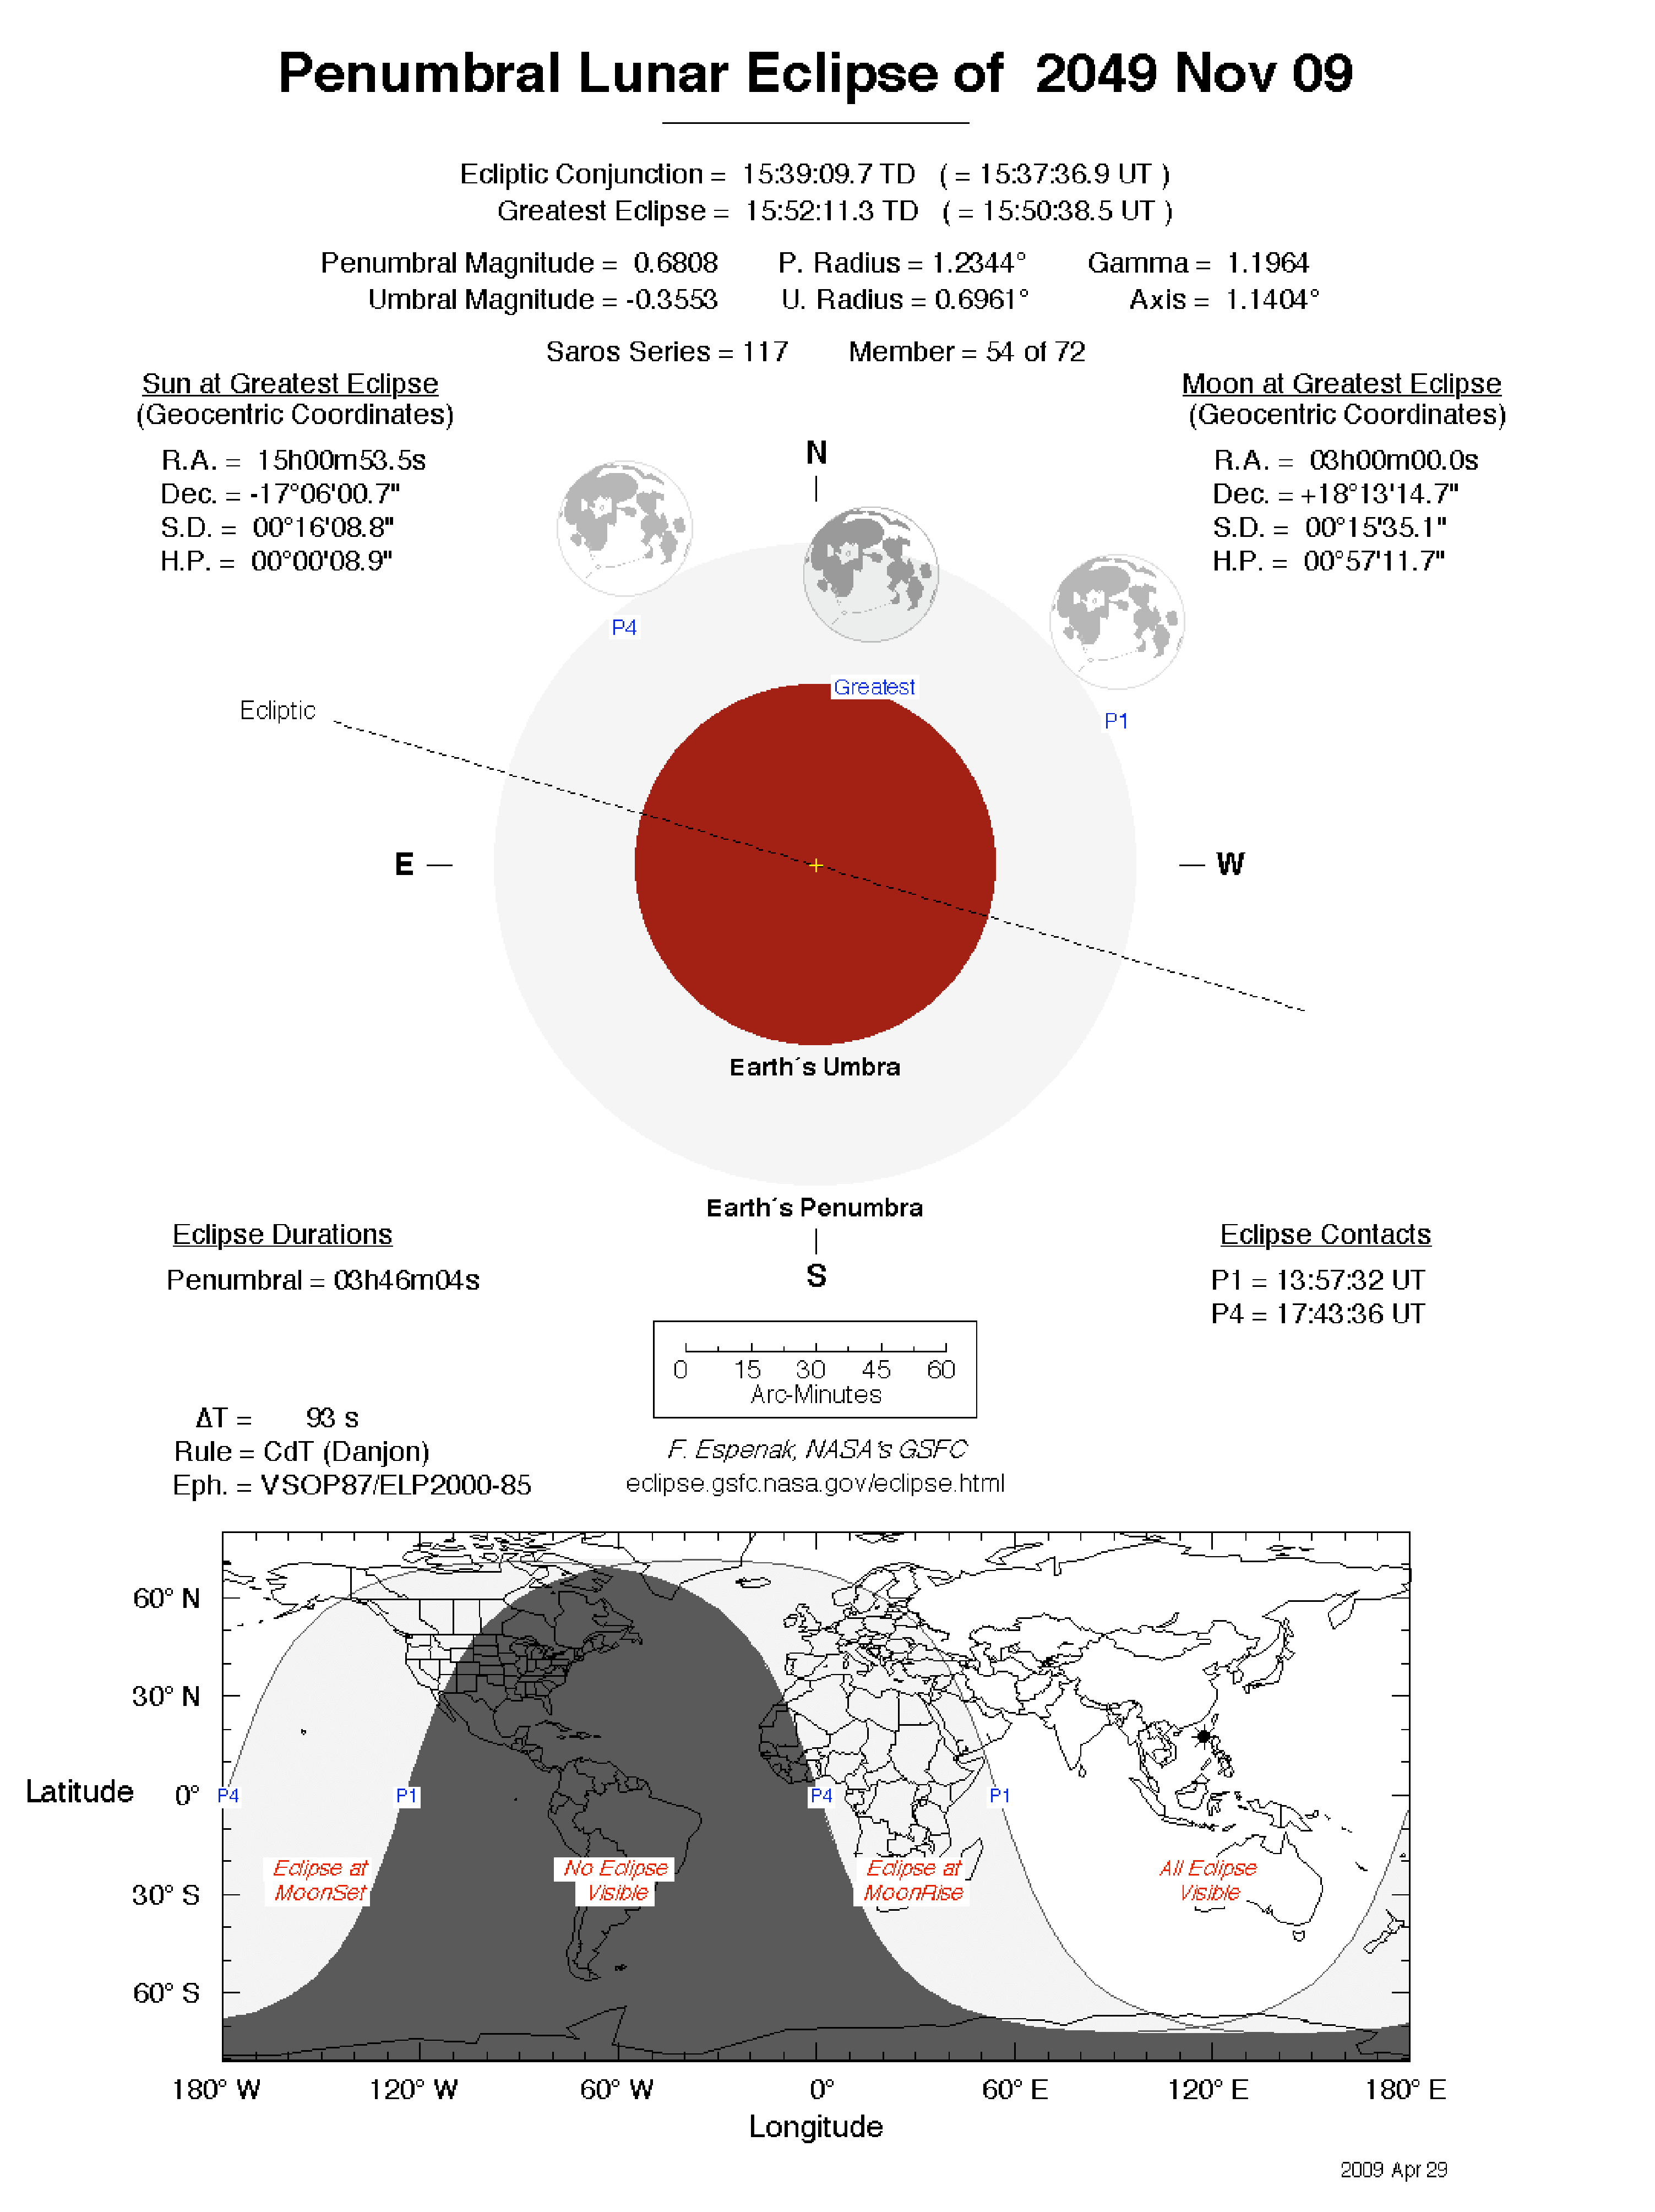 Penumbral Lunar Eclipse of 2049 Nov 09
Ecliptic Conjunction = 15:39:09.7 TD ( = 15:37:36.9 UT )
Greatest Eclipse = 15:52:11.3 TD ( = 15:50:38.5 UT )
Penumbral Magnitude = 0.6808 P. Radius = 1.2344° Gamma = 1.1964
Umbral Magnitude = -0.3553 U. Radius = 0.6961° Axis = 1.1404°
Saros Series = 117 Member = 54 of 72
Sun at Greatest Eclipse
(Geocentric Coordinates)
R.A. = 15h00m53.5s
Dec. = -17°06'00.7"
S.D. = 00°16'08.8"
H.P. = 00°00'08.9"
Moon at Greatest Eclipse
(Geocentric Coordinates)
R.A. = 03h00m00.0s
Dec. = +18°13'14.7"
S.D. = 00°15'35.1"
H.P. = 00°57'11.7"
N
P4
Greatest
P1
Ecliptic
E
W
Earth´s Umbra
Earth´s Penumbra
S
Eclipse Durations
Penumbral = 03h46m04s
Eclipse Contacts
P1 = 13:57:32 UT
P4 = 17:43:36 UT
0 15 30 45 60
Arc-Minutes
ΔT = 93 s
Rule = CdT (Danjon)
Eph. = VSOP87/ELP2000-85
F. Espenak, NASA's GSFC
eclipse.gsfc.nasa.gov/eclipse.html
60° N
30° N
Latitude 0°
30° S
60° S
P4 P1 P4 P1
Eclipse at
MoonSet
No Eclipse
Visible
Eclipse at
MoonRise
All Eclipse
Visible
180° W 120° W 60° W 0° 60° E 120° E 180° E
Longitude
2009 Apr 29